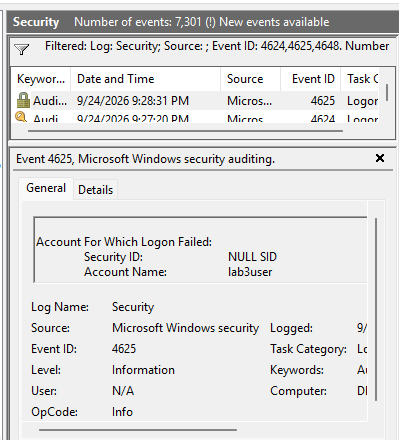 Security Number of events: 7,301 (!) New events available
Filtered: Log: Security; Source: ; Event ID: 4624,4625,4648. Number
Keywor... Date and Time Source Event ID Task C
Audi... 9/24/2026 9:28:31 PM Micros... 4625 Logor
Audi... 9/24/2026 9:27:20 PM Micros... 4624 Logor
Event 4625, Microsoft Windows security auditing.
General Details
Account For Which Logon Failed:
Security ID: NULL SID
Account Name: lab3user
Log Name: Security
Source: Microsoft Windows security Logged: 9/
Event ID: 4625 Task Category: Lo
Level: Information Keywords: Au
User: N/A Computer: 
OpCode: Info